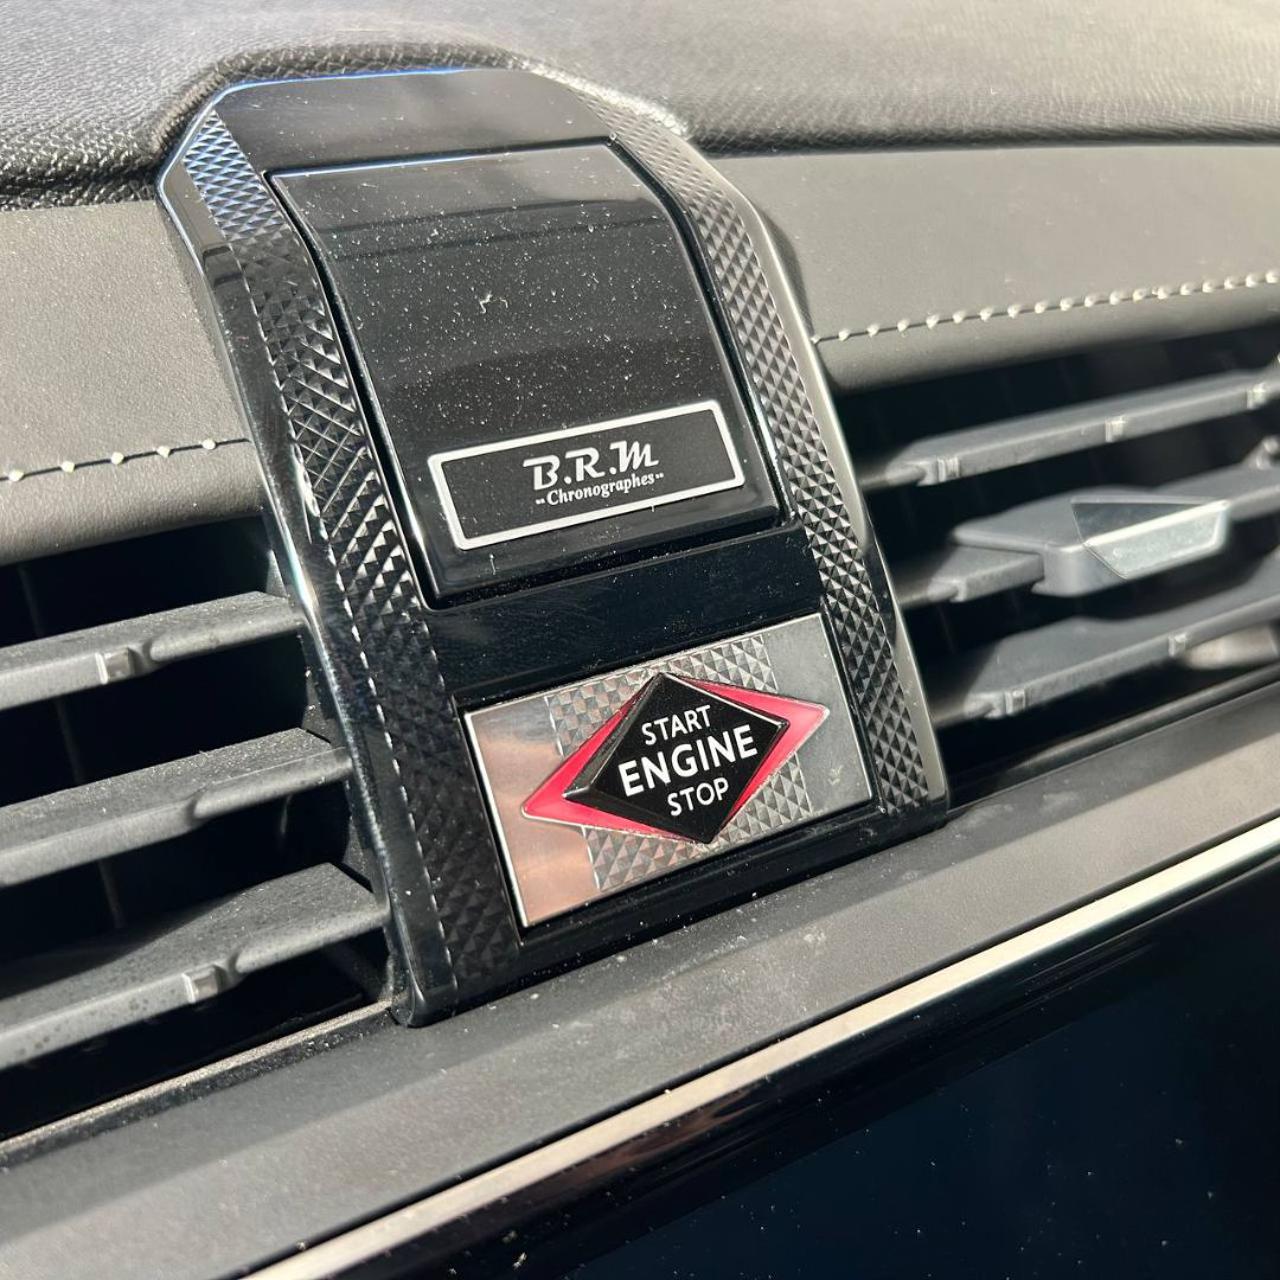 B.R.M
Chronographes
START
ENGINE
STOP